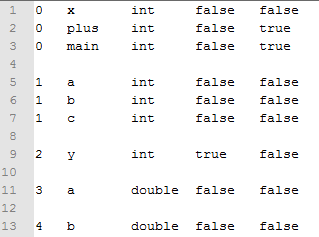 1 0 x int false false
2 0 plus int false true
3 0 main int false true
4
5 1 a int false false
6 1 b int false false
7 1 c int false false
8
9 2 y int true false
10
11 3 a double false false
12
13 4 b double false false